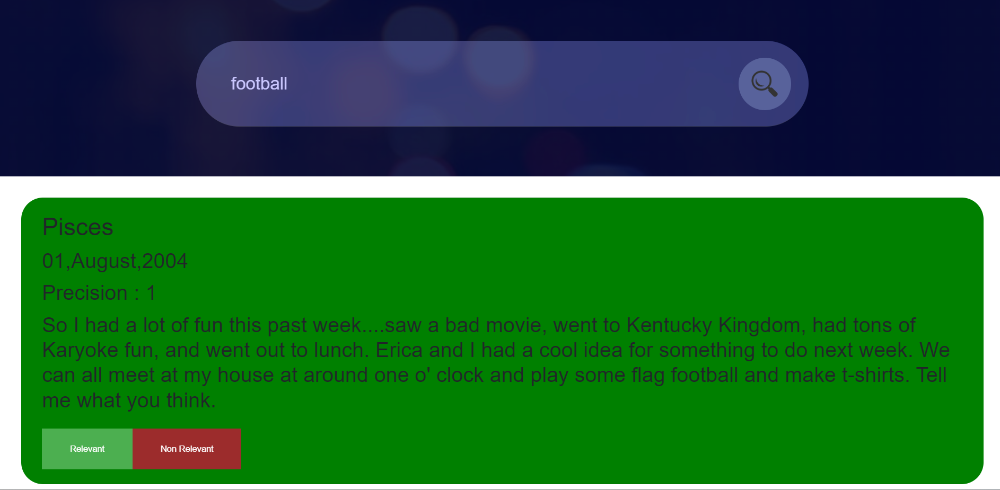 football
Pisces
01,August,2004
Precision : 1
So I had a lot of fun this past week....saw a bad movie, went to Kentucky Kingdom, had tons of
Karyoke fun, and went out to lunch. Erica and I had a cool idea for something to do next week. We
can all meet at my house at around one o' clock and play some flag football and make t-shirts. Tell
me what you think.
Relevant
Non Relevant